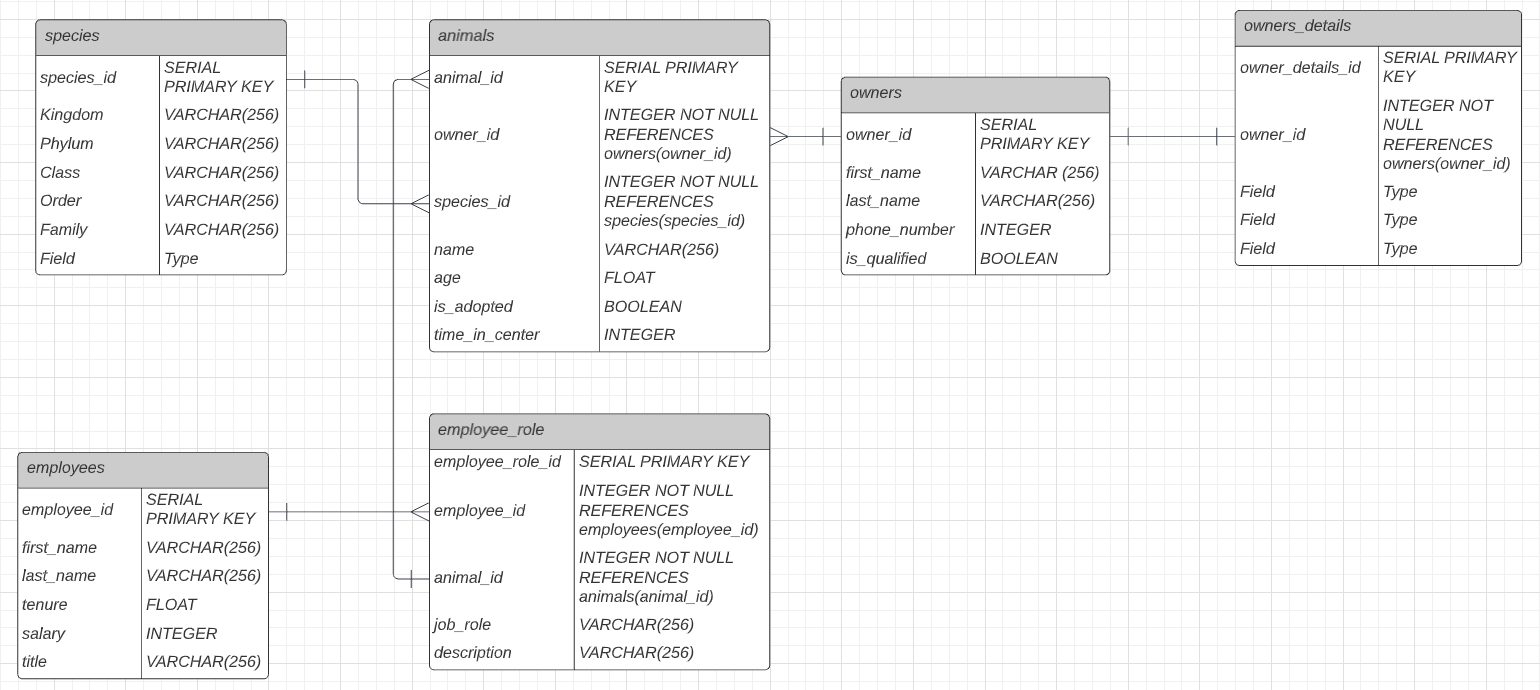 species
species_id
SERIAL
PRIMARY KEY
Kingdom
VARCHAR(256)
Phylum
VARCHAR(256)
Class
VARCHAR(256)
Order
VARCHAR(256)
Family
VARCHAR(256)
Field
Type
animals
animal_id
SERIAL PRIMARY
KEY
owner_id
INTEGER NOT NULL
REFERENCES
owners(owner_id)
species_id
INTEGER NOT NULL
REFERENCES
species(species_id)
name
VARCHAR(256)
age
FLOAT
is_adopted
BOOLEAN
time_in_center
INTEGER
owners
owner_id
SERIAL
PRIMARY KEY
first_name
VARCHAR (256)
last_name
VARCHAR(256)
phone_number
INTEGER
is_qualified
BOOLEAN
owners_details
owner_details_id
SERIAL PRIMARY
KEY
owner_id
INTEGER NOT
NULL
REFERENCES
owners(owner_id)
Field
Type
Field
Type
Field
Type
employees
employee_id
SERIAL
PRIMARY KEY
first_name
VARCHAR(256)
last_name
VARCHAR(256)
tenure
FLOAT
salary
INTEGER
title
VARCHAR(256)
employee_role
employee_role_id
SERIAL PRIMARY KEY
employee_id
INTEGER NOT NULL
REFERENCES
employees(employee_id)
animal_id
INTEGER NOT NULL
REFERENCES
animals(animal_id)
job_role
VARCHAR(256)
description
VARCHAR(256)